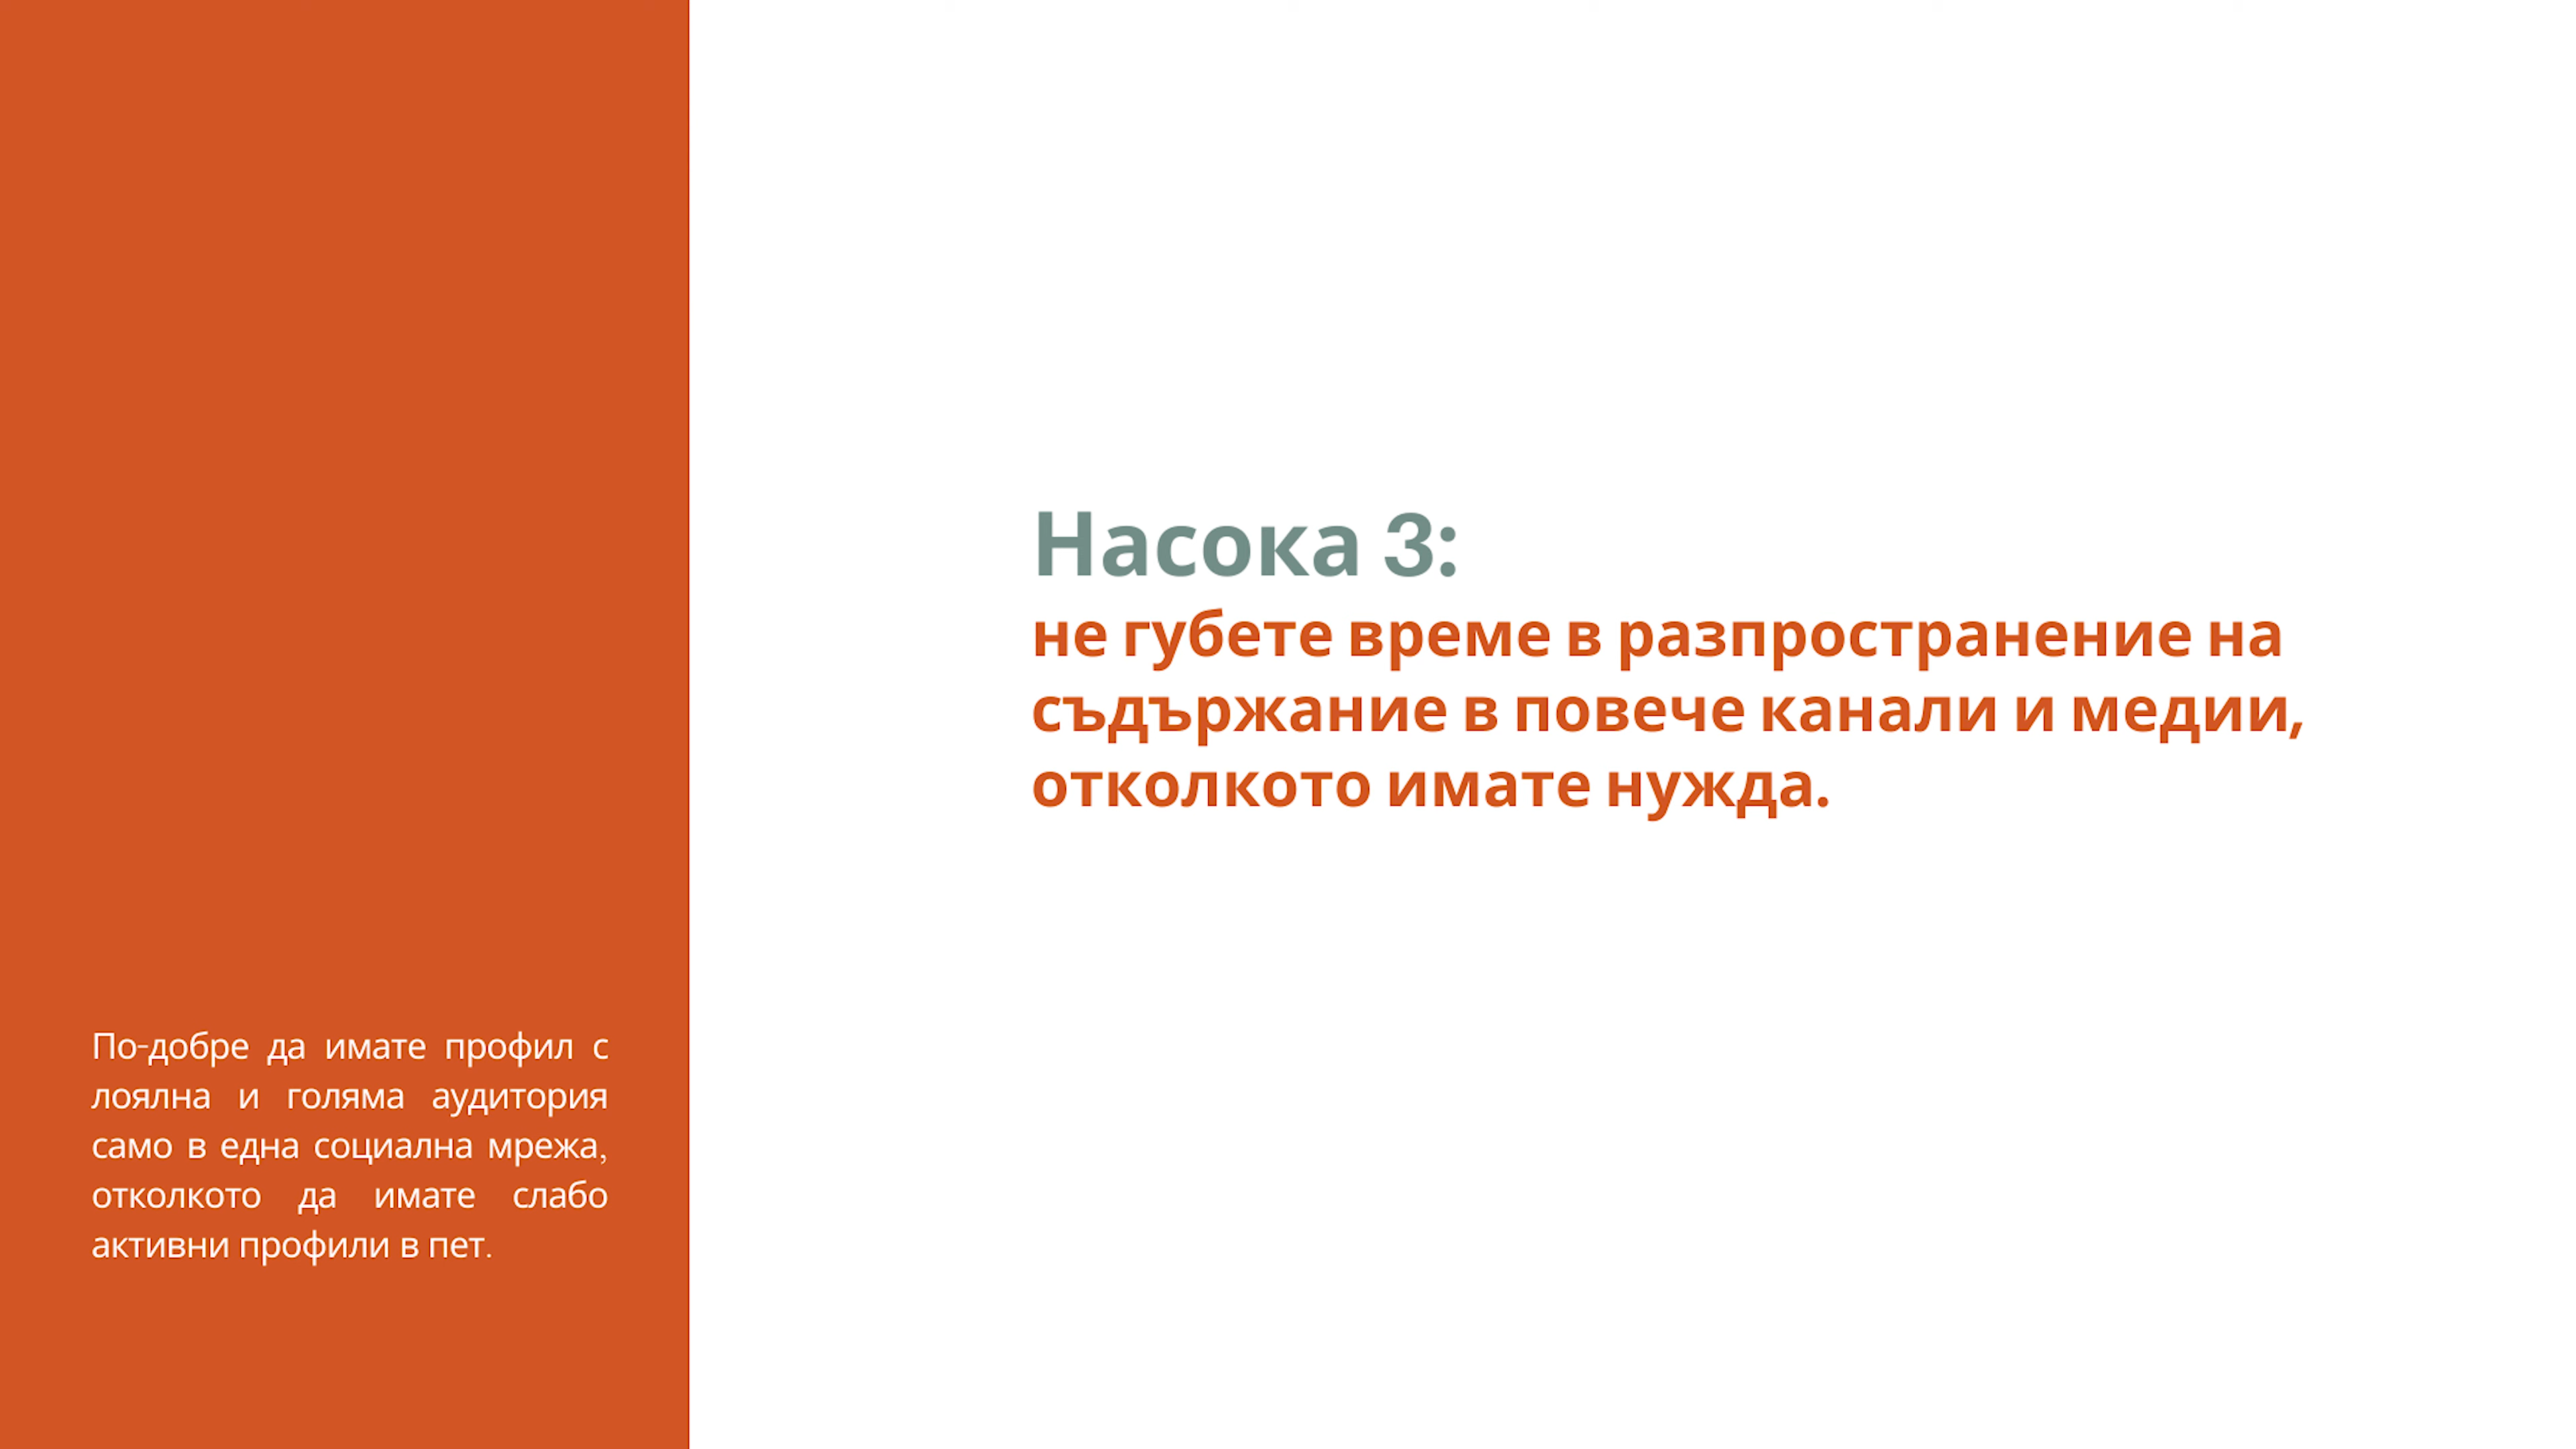 Насока 3:
не губете време в разпространение на
съдържание в повече канали и медии,
отколкото имате нужда.
По-добре да имате профил с
лоялна и голяма аудитория
само в една социална мрежа,
отколкото да имате слабо
активни профили в пет.